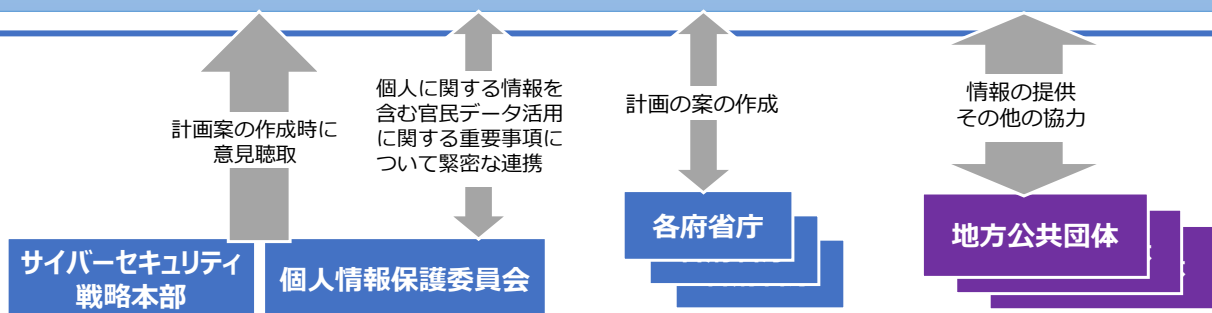 計画案の作成時に
意見聴取
個人に関する情報を
含む官民データ活用
に関する重要事項に
ついて緊密な連携
計画の案の作成
情報の提供
その他の協力
サイバーセキュリティ
戦略本部
個人情報保護委員会
各府省庁
地方公共団体